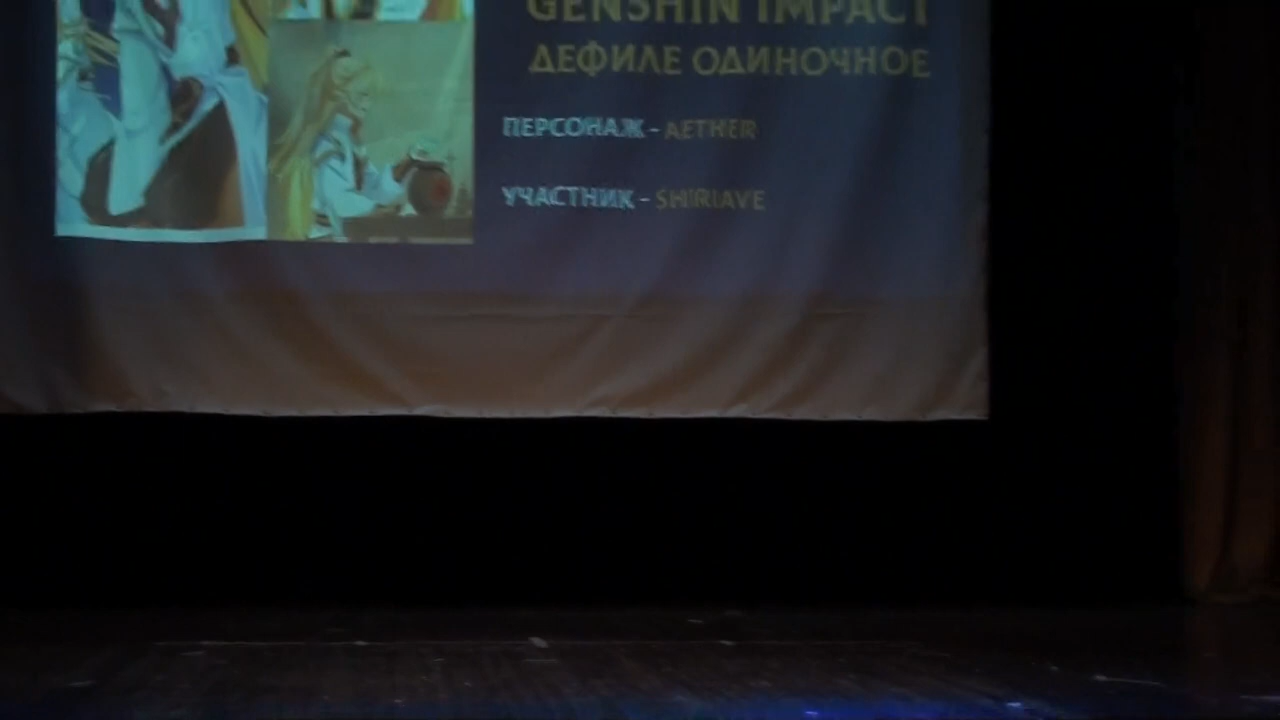 GENSHIN IMPACT
ДЕФИЛЕ ОДИНОЧНОЕ
ПЕРСОНАЖ - AETHER
УЧАСТНИК - SHIRIAVE